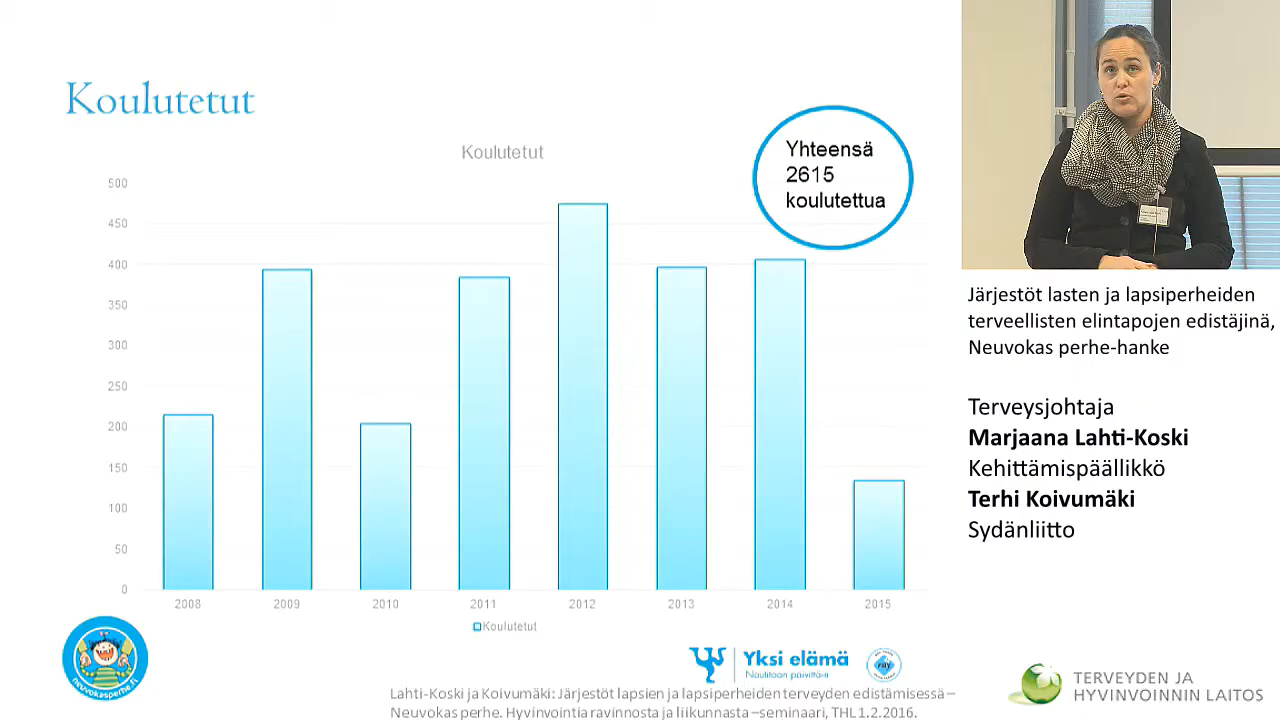 Koulutetut
Koulutetut
Yhteensä
2615
koulutettua
500
450
400
350
300
250
200
150
100
50
0
2008 2009 2010 2011 2012 2013 2014 2015
Koulutetut
neuvokasperhe.fi
Yksi elämä
Nautitaan päivittäin
Lahti-Koski ja Koivumäki: Järjestöt lapsien ja lapsiperheiden terveyden edistämisessä –
Neuvokas perhe. Hyvinvointia ravinnosta ja liikunnasta –seminaari, THL 1.2.2016.
Järjestöt lasten ja lapsiperheiden
terveellisten elintapojen edistäjinä,
Neuvokas perhe-hanke
Terveysjohtaja
Marjaana Lahti-Koski
Kehittämispäällikkö
Terhi Koivumäki
Sydänliitto
TERVEYDEN JA
HYVINVOINNIN LAITOS